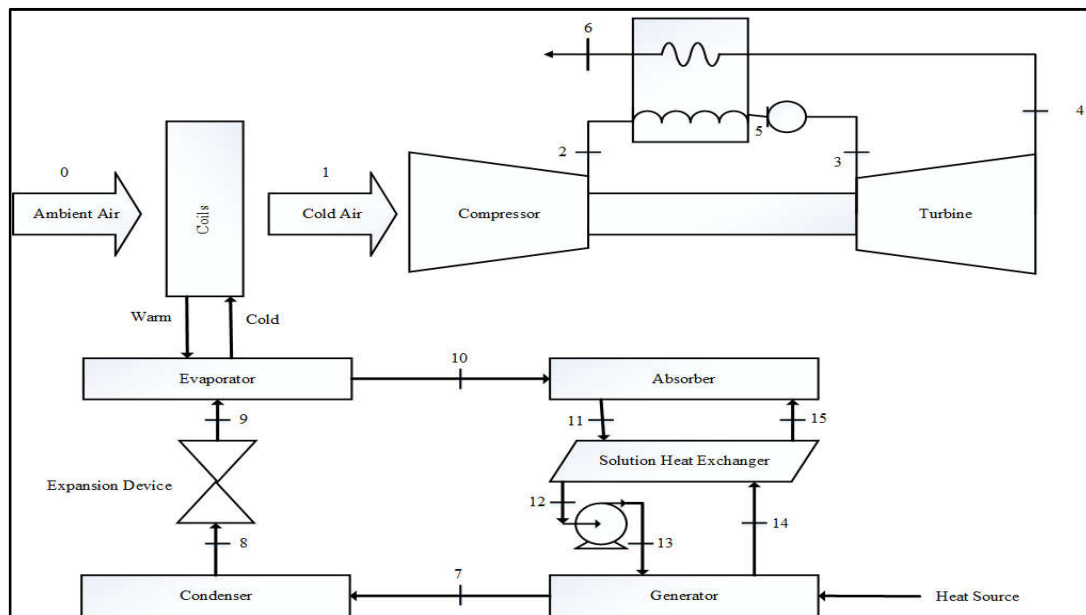 6
4
5
2
3
0
1
Ambient Air
Coils
Cold Air
Compressor
Turbine
Warm
Cold
10
Evaporator
Absorber
9
11
15
Solution Heat Exchanger
Expansion Device
12
14
8
13
7
Condenser
Generator
Heat Source